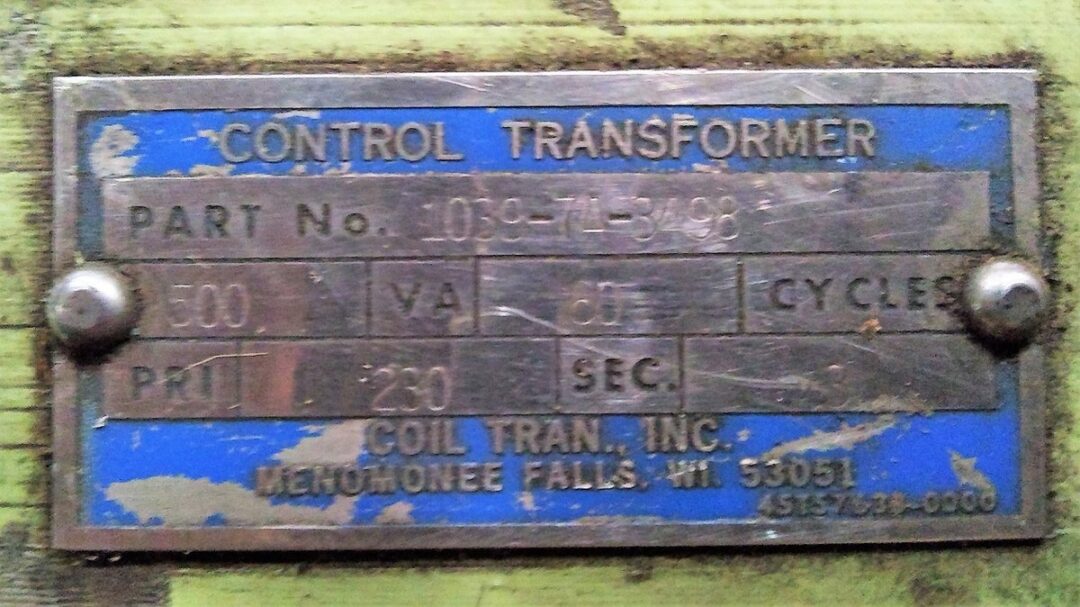 CONTROL TRANSFORMER
PART No. 1039-71-3498
500 VA 60 CYCLES
PRI 230 SEC.
COIL TRAN., INC.
MENOMONEE FALLS, WI. 53051